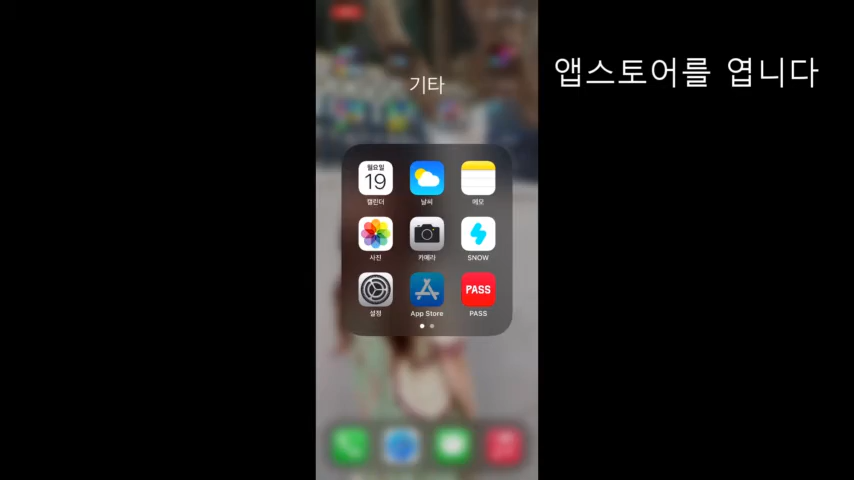 기타
앱스토어를 엽니다
월요일
19
캘린더
날씨
메모
사진
카메라
SNOW
PASS
설정
App Store
PASS